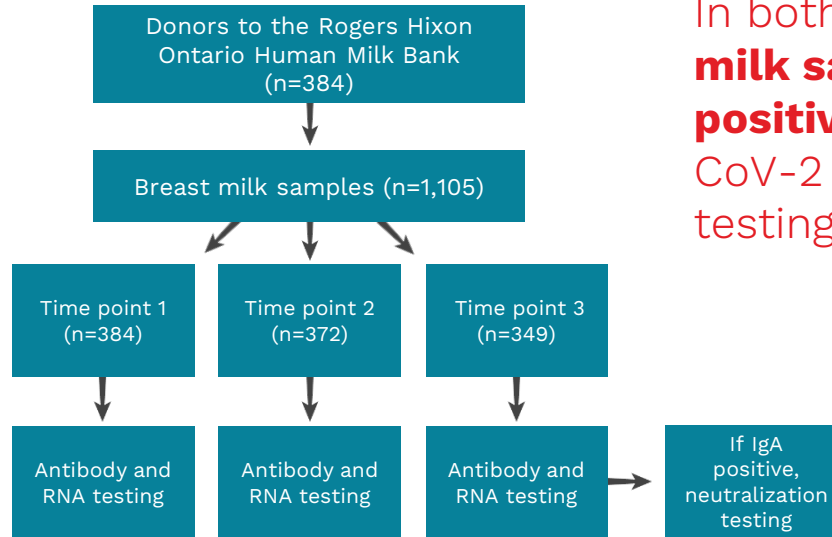 Donors to the Rogers Hixon
Ontario Human Milk Bank
(n=384)
Breast milk samples (n=1,105)
Time point 1
(n=384)
Time point 2
(n=372)
Time point 3
(n=349)
Antibody and
RNA testing
Antibody and
RNA testing
Antibody and
RNA testing
If IgA
positive,
neutralization
testing
In both
milk
CoV-2
testing